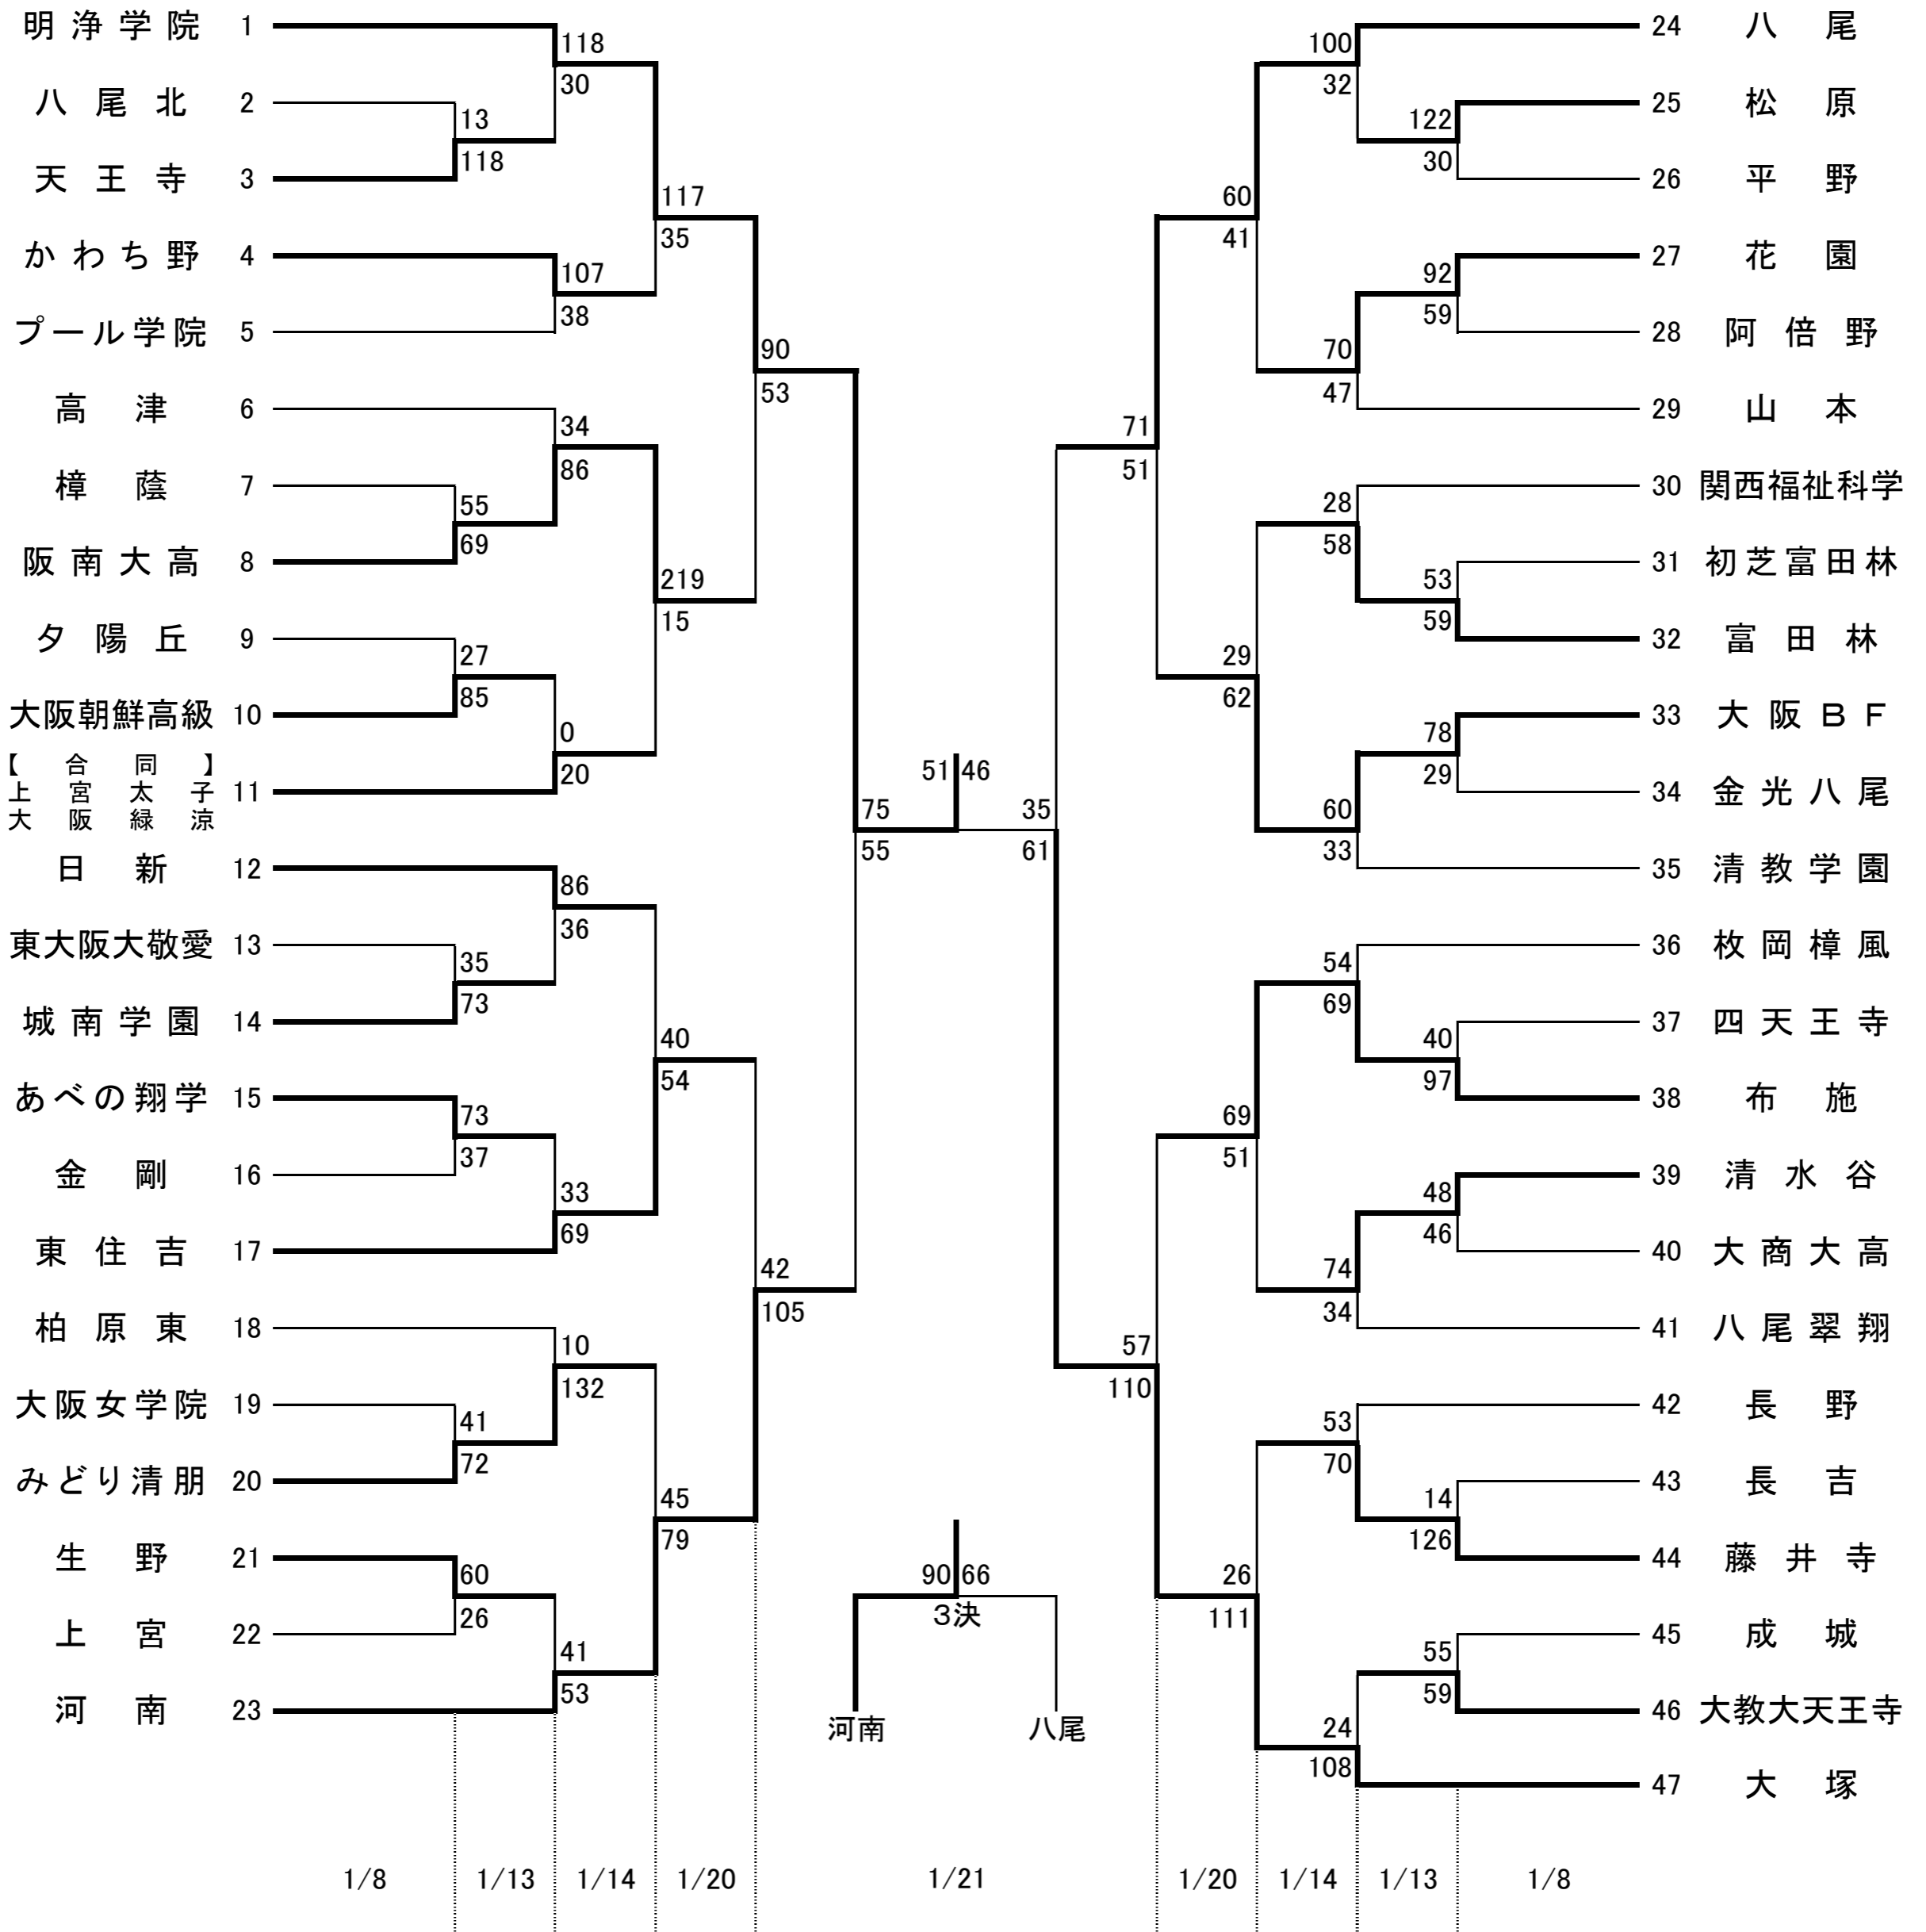 明浄学院 1
八尾北 2
天王寺 3
かわち野 4
プール学院 5
高津 6
樟蔭 7
阪南大高 8
夕陽丘 9
大阪朝鮮高級 10
【合同】
上宮太子 11
大阪緑涼
日新 12
東大阪大敬愛 13
城南学園 14
あべの翔学 15
金剛 16
東住吉 17
柏原東 18
大阪女学院 19
みどり清朋 20
生野 21
上宮 22
河南 23
13
118
55
69
27
85
35
73
73
37
41
72
60
26
118
30
107
38
34
86
0
20
86
36
33
69
10
132
41
53
117
35
219
15
40
54
45
79
90
53
42
105
75
55
51 46
35
61
90 66
3決
河南 八尾
71
51
57
110
60
41
29
62
69
51
26
111
100
32
70
47
28
58
60
33
54
69
74
34
53
70
24
108
122
30
92
59
53
59
78
29
40
97
48
46
14
126
55
59
24 八尾
25 松原
26 平野
27 花園
28 阿倍野
29 山本
30 関西福祉科学
31 初芝富田林
32 富田林
33 大阪BF
34 金光八尾
35 清教学園
36 枚岡樟風
37 四天王寺
38 布施
39 清水谷
40 大商大高
41 八尾翠翔
42 長野
43 長吉
44 藤井寺
45 成城
46 大教大天王寺
47 大塚
1/8 1/13 1/14 1/20 1/21 1/20 1/14 1/13 1/8